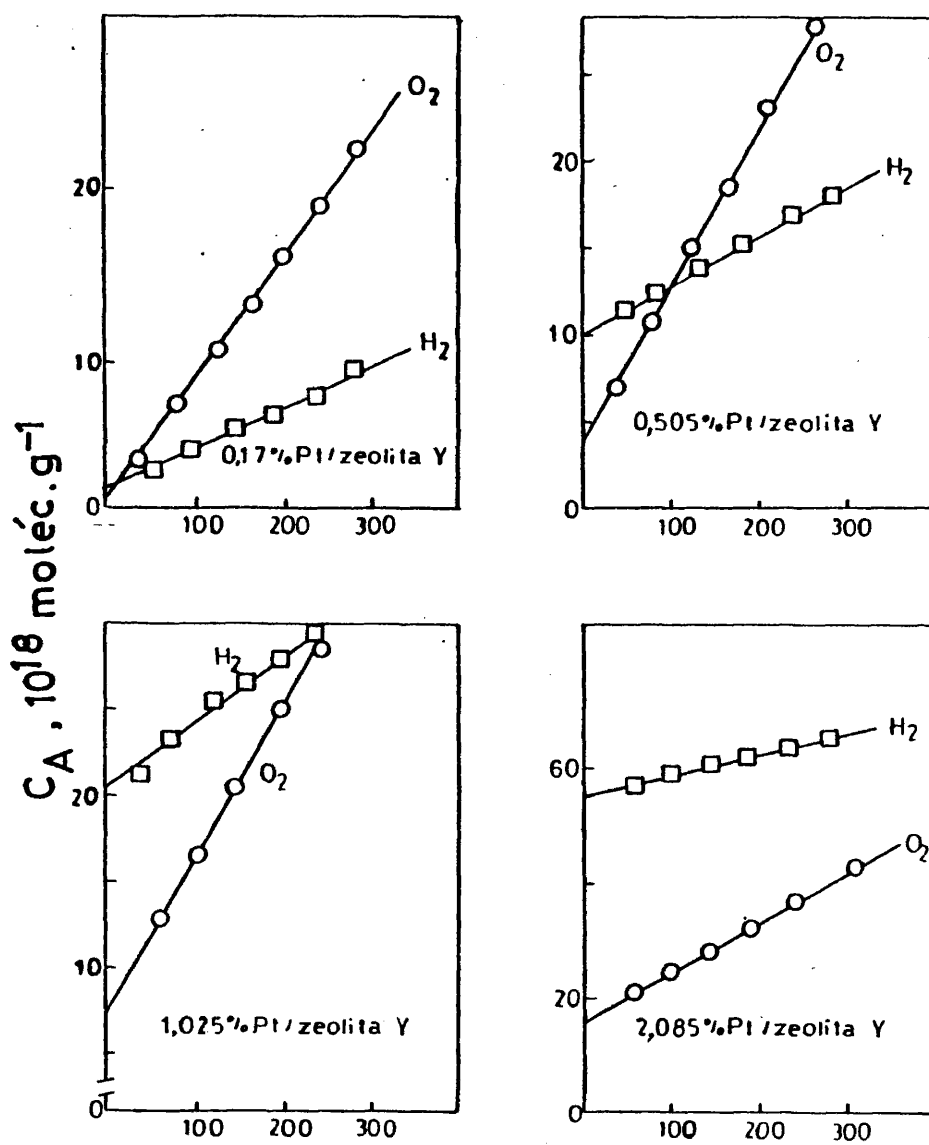 C_A, 10^18 moléc.g^-1
O2
H2
20
10
0
100 200 300
0,17%Pt/zeolita Y
O2
H2
20
10
0
100 200 300
0,505%Pt/zeolita Y
H2
O2
20
10
0
100 200 300
1,025%Pt/zeolita Y
H2
O2
60
20
0
100 200 300
2,085%Pt/zeolita Y